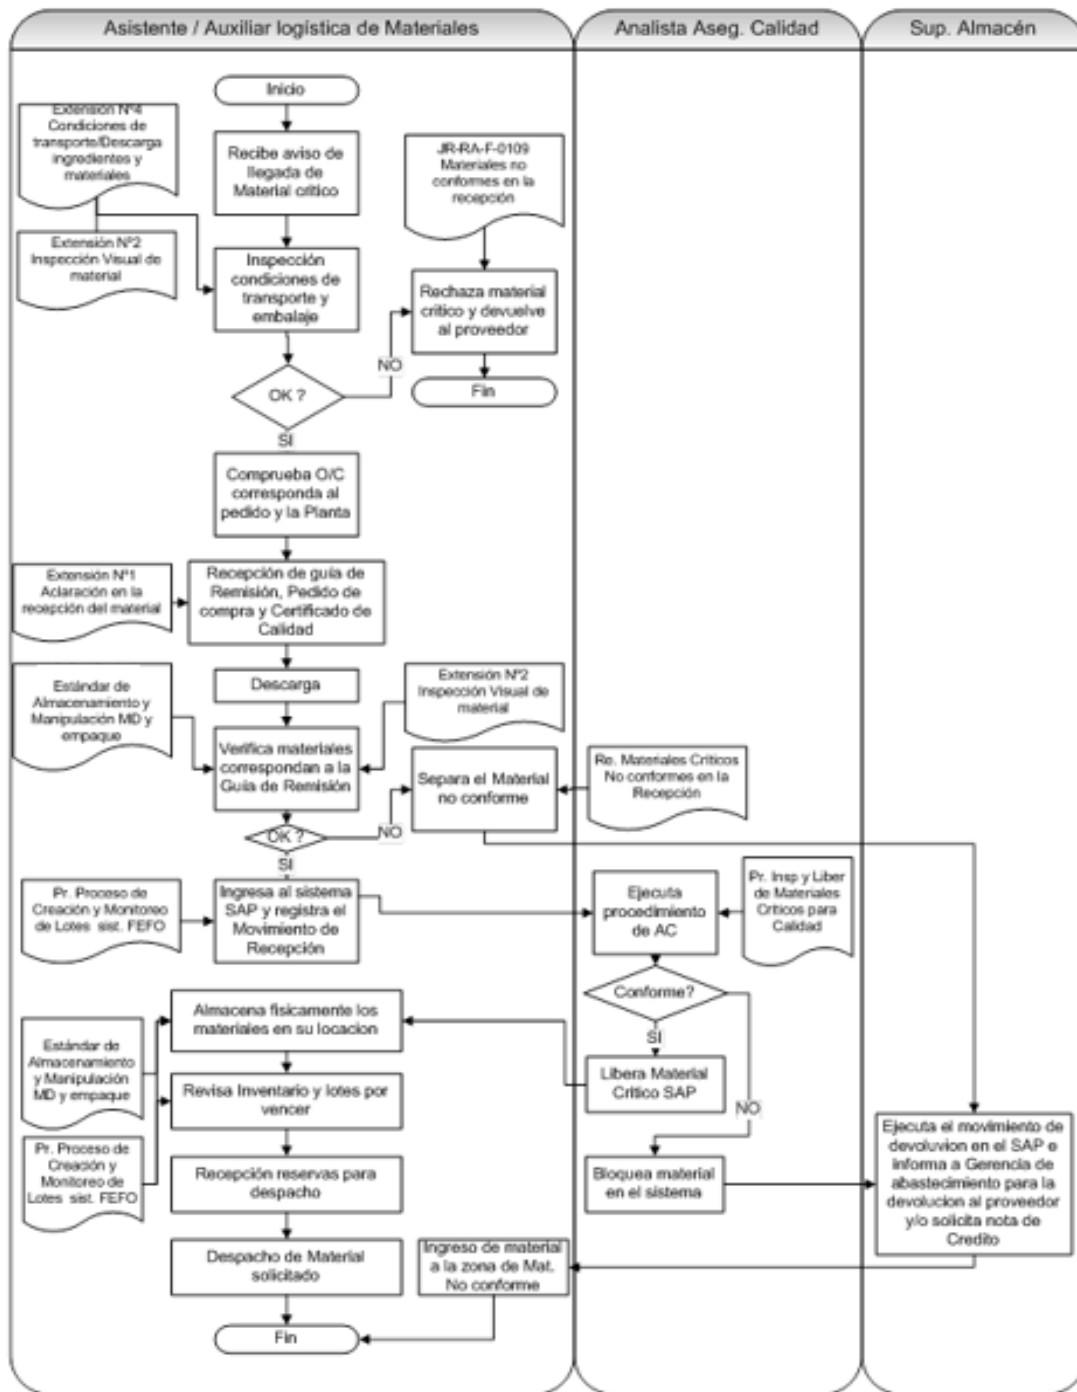 Asistente / Auxiliar logística de Materiales
Analista Aseg. Calidad
Sup. Almacén
Inicio
Extensión Nº4
Condiciones de
transporte/Descarga
ingredientes y
materiales
Recibe aviso de
llegada de
Material crítico
JR-RA-F-0109
Materiales no
conformes en la
recepción
Extensión Nº2
Inspección Visual de
material
Inspección
condiciones de
transporte y
embalaje
Rechaza material
crítico y devuelve
al proveedor
NO
OK ?
Fin
SI
Comprueba O/C
corresponda al
pedido y la Planta
Extensión Nº1
Aclaración en la
recepción del material
Recepción de guía de
Remisión, Pedido de
compra y Certificado de
Calidad
Descarga
Estándar de
Almacenamiento y
Manipulación MD y
empaque
Extensión Nº2
Inspección Visual de
material
Verifica materiales
correspondan a la
Guía de Remisión
Separa el Material
no conforme
Re. Materiales Críticos
No conformes en la
Recepción
OK ?
NO
SI
Pr. Proceso de
Creación y Monitoreo
de Lotes sist. FEFO
Ingresa al sistema
SAP y registra el
Movimiento de
Recepción
Ejecuta
procedimiento
de AC
Pr. Insp y Liber
de Materiales
Críticos para
Calidad
Conforme?
SI
Almacena físicamente los
materiales en su locacion
Estándar de
Almacenamiento
y Manipulación
MD y empaque
Revisa Inventario y lotes por
vencer
Libera Material
Crítico SAP
NO
Pr. Proceso de
Creación y
Monitoreo de
Lotes sist. FEFO
Recepción reservas para
despacho
Bloquea material
en el sistema
Ejecuta el movimiento de
devoluvion en el SAP e
informa a Gerencia de
abastecimiento para la
devolucion al proveedor
y/o solicita nota de
Credito
Despacho de Material
solicitado
Ingreso de material
a la zona de Mat.
No conforme
Fin